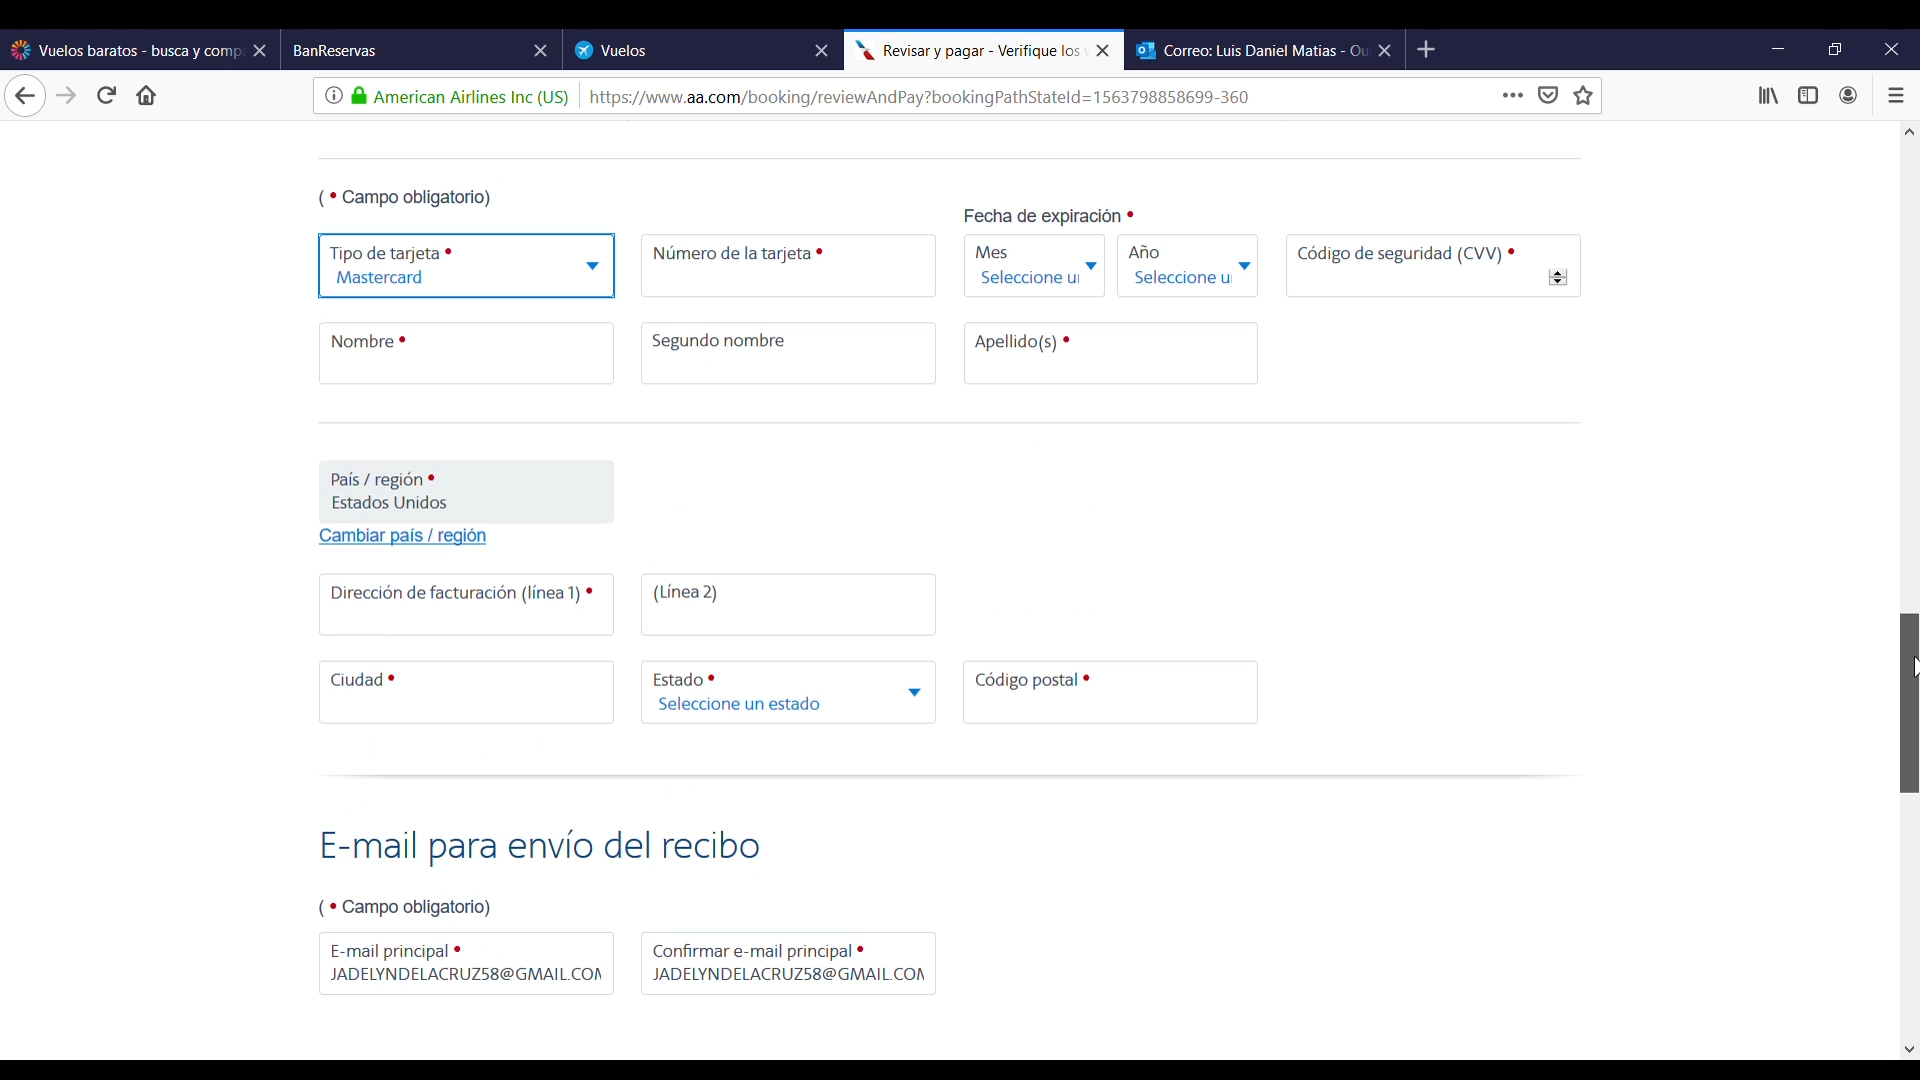 Vuelos baratos - busca y comp
BanReservas
Vuelos
Revisar y pagar - Verifique los v
Correo: Luis Daniel Matias - Ou
American Airlines Inc (US)
https://www.aa.com/booking/reviewAndPay?bookingPathStateId=1563798858699-360
( • Campo obligatorio)
Fecha de expiración •
Tipo de tarjeta •
Mastercard
Número de la tarjeta •
Mes
Seleccione u
Año
Seleccione u
Código de seguridad (CVV) •
Nombre •
Segundo nombre
Apellido(s) •
País / región •
Estados Unidos
Cambiar país / región
Dirección de facturación (línea 1) •
(Línea 2)
Ciudad •
Estado •
Seleccione un estado
Código postal •
E-mail para envío del recibo
( • Campo obligatorio)
E-mail principal •
JADELYNDELACRUZ58@GMAIL.COM
Confirmar e-mail principal •
JADELYNDELACRUZ58@GMAIL.COM